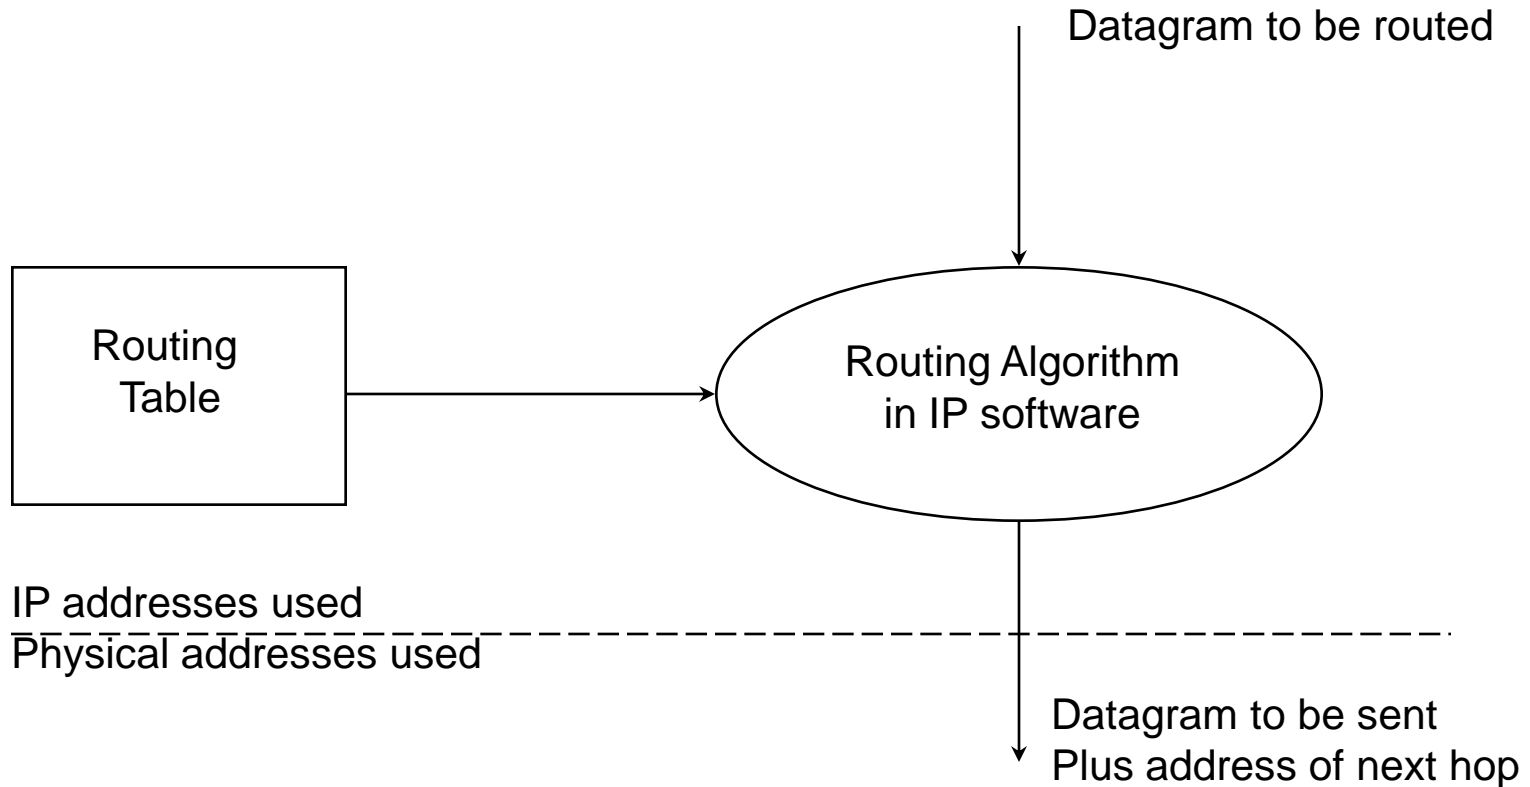 Datagram to be routed
Routing
Table
Routing Algorithm
in IP software
IP addresses used
Physical addresses used
Datagram to be sent
Plus address of next hop